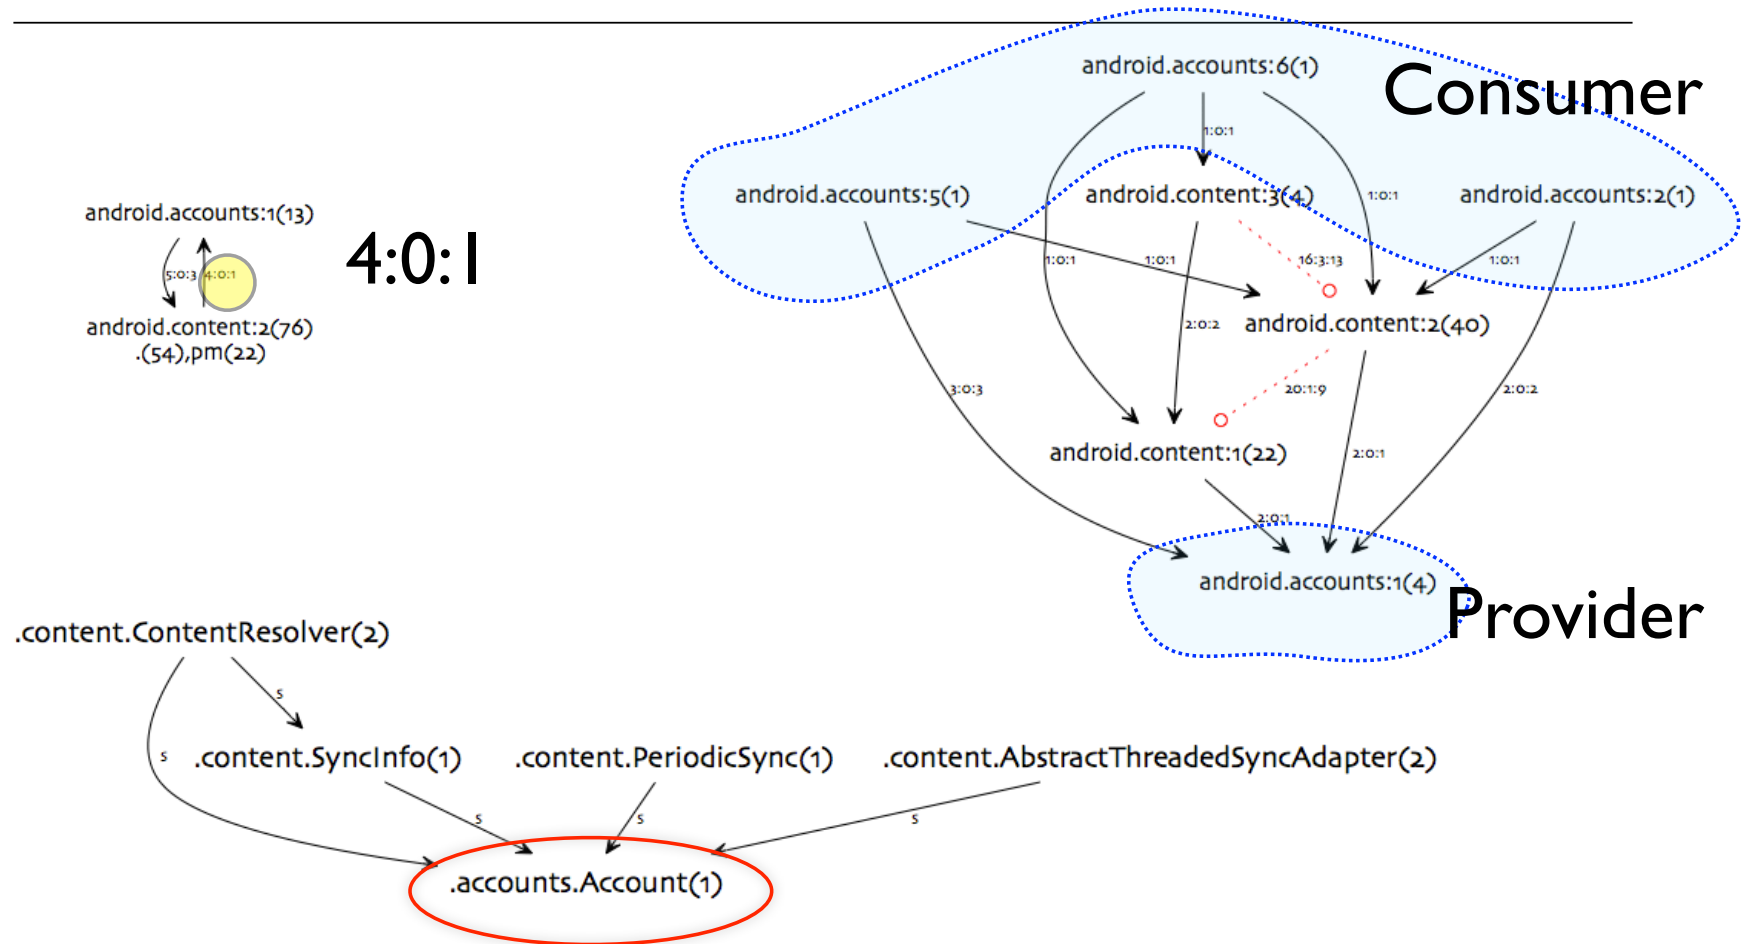 android.accounts:6(1)
Consumer
1:0:1
android.accounts:5(1)
android.content:3(4)
1:0:1
android.accounts:2(1)
android.accounts:1(13)
4:0:1
5:0:3
4:0:1
1:0:1
1:0:1
16:3:13
1:0:1
android.content:2(76)
.(54),pm(22)
2:0:2
android.content:2(40)
3:0:3
20:1:9
2:0:2
android.content:1(22)
2:0:1
2:0:1
android.accounts:1(4)
Provider
.content.ContentResolver(2)
s
s
.content.SyncInfo(1)
.content.PeriodicSync(1)
.content.AbstractThreadedSyncAdapter(2)
s
s
s
.accounts.Account(1)